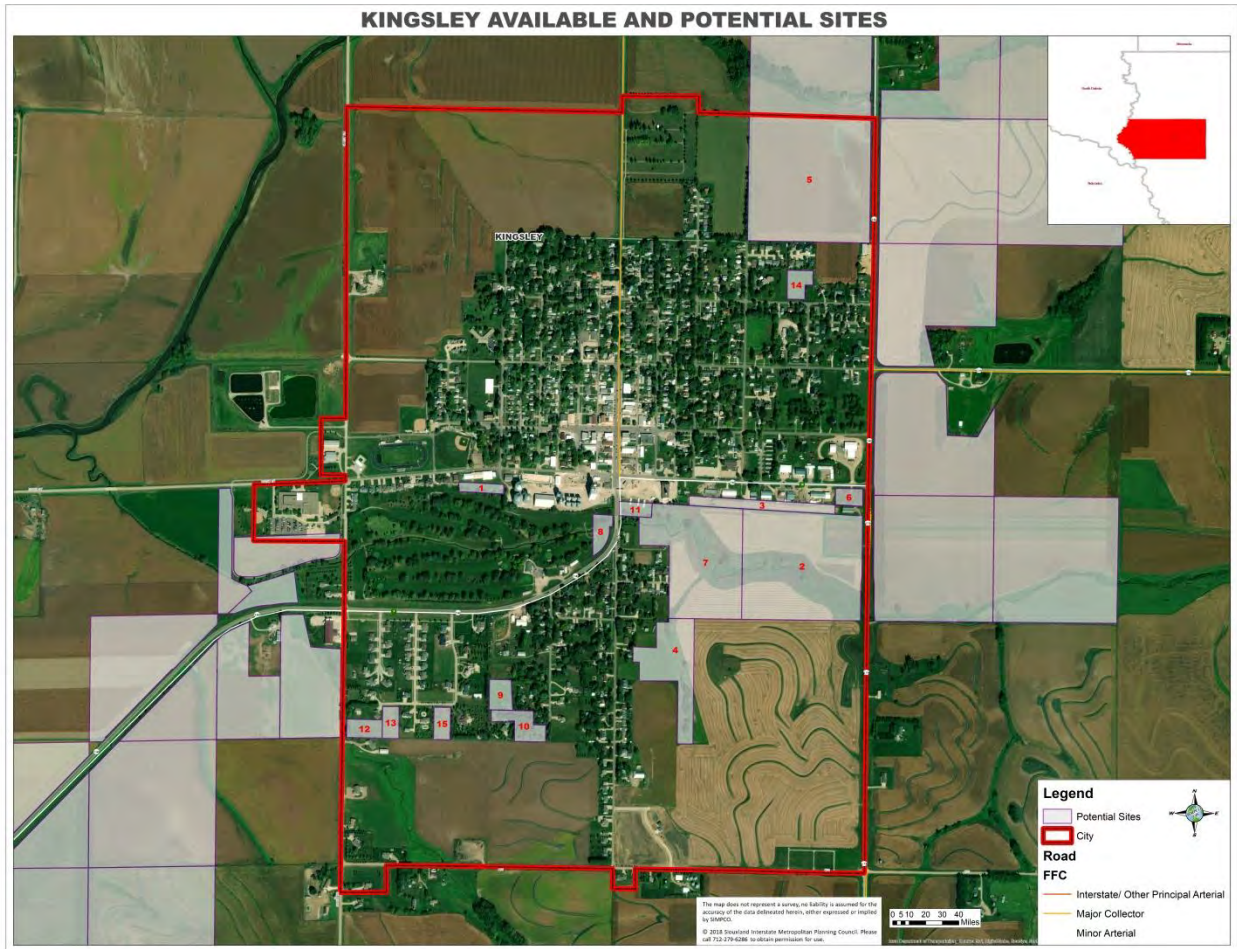 KINGSLEY AVAILABLE AND POTENTIAL SITES
Minnesota
South Dakota
Nebraska
KINGSLEY
5
14
1
3
6
11
8
7
2
4
9
10
12
13
15
Legend
Potential Sites
City
Road
FFC
Interstate/ Other Principal Arterial
Major Collector
Minor Arterial
N
W
E
S
The map does not represent a survey, no liability is assumed for the
accuracy of the data delineated herein, either expressed or implied
by SIMPCO.
© 2018 Siouxland Interstate Metropolitan Planning Council. Please
call 712-279-6286 to obtain permission for use.
0 5 10 20 30 40
Miles